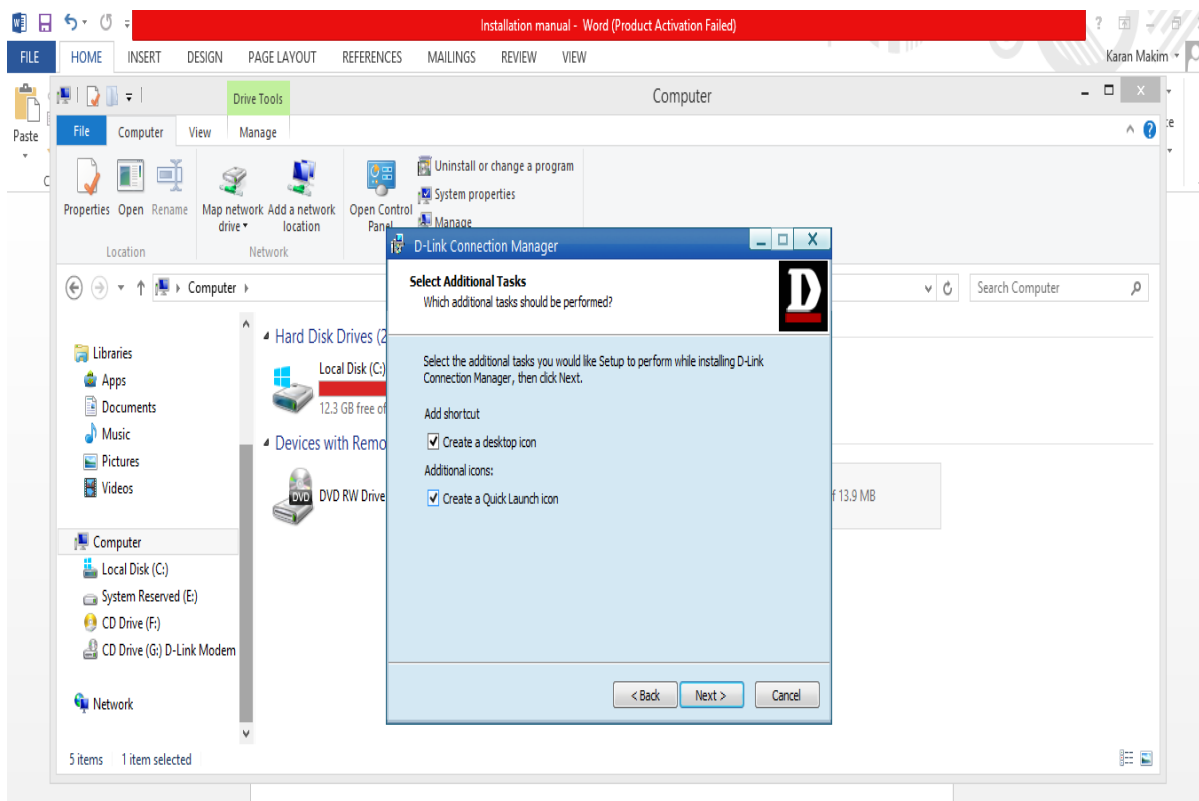 Installation manual - Word (Product Activation Failed)
FILE HOME INSERT DESIGN PAGE LAYOUT REFERENCES MAILINGS REVIEW VIEW
Karan Makim
Paste
Drive Tools
Computer
File Computer View Manage
Properties Open Rename
Map network drive
Add a network location
Open Control Panel
Uninstall or change a program
System properties
Manage
Location
Network
Computer
Search Computer
Libraries
Apps
Documents
Music
Pictures
Videos
Computer
Local Disk (C:)
System Reserved (E:)
CD Drive (F:)
CD Drive (G:) D-Link Modem
Network
Hard Disk Drives (2
Local Disk (C:)
12.3 GB free of
Devices with Remo
DVD RW Drive
DVD
f 13.9 MB
D-Link Connection Manager
Select Additional Tasks
Which additional tasks should be performed?
D
Select the additional tasks you would like Setup to perform while installing D-Link
Connection Manager, then click Next.
Add shortcut
Create a desktop icon
Additional icons:
Create a Quick Launch icon
< Back Next > Cancel
5 items 1 item selected